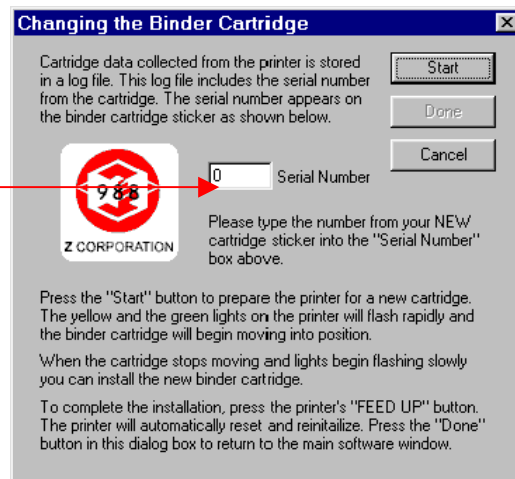 Changing the Binder Cartridge
Cartridge data collected from the printer is stored
in a log file. This log file includes the serial number
from the cartridge. The serial number appears on
the binder cartridge sticker as shown below.
Start
Done
Cancel
988
Z CORPORATION
0
Serial Number
Please type the number from your NEW
cartridge sticker into the "Serial Number"
box above.
Press the "Start" button to prepare the printer for a new cartridge.
The yellow and the green lights on the printer will flash rapidly and
the binder cartridge will begin moving into position.
When the cartridge stops moving and lights begin flashing slowly
you can install the new binder cartridge.
To complete the installation, press the printer's "FEED UP" button.
The printer will automatically reset and reinitailize. Press the "Done"
button in this dialog box to return to the main software window.